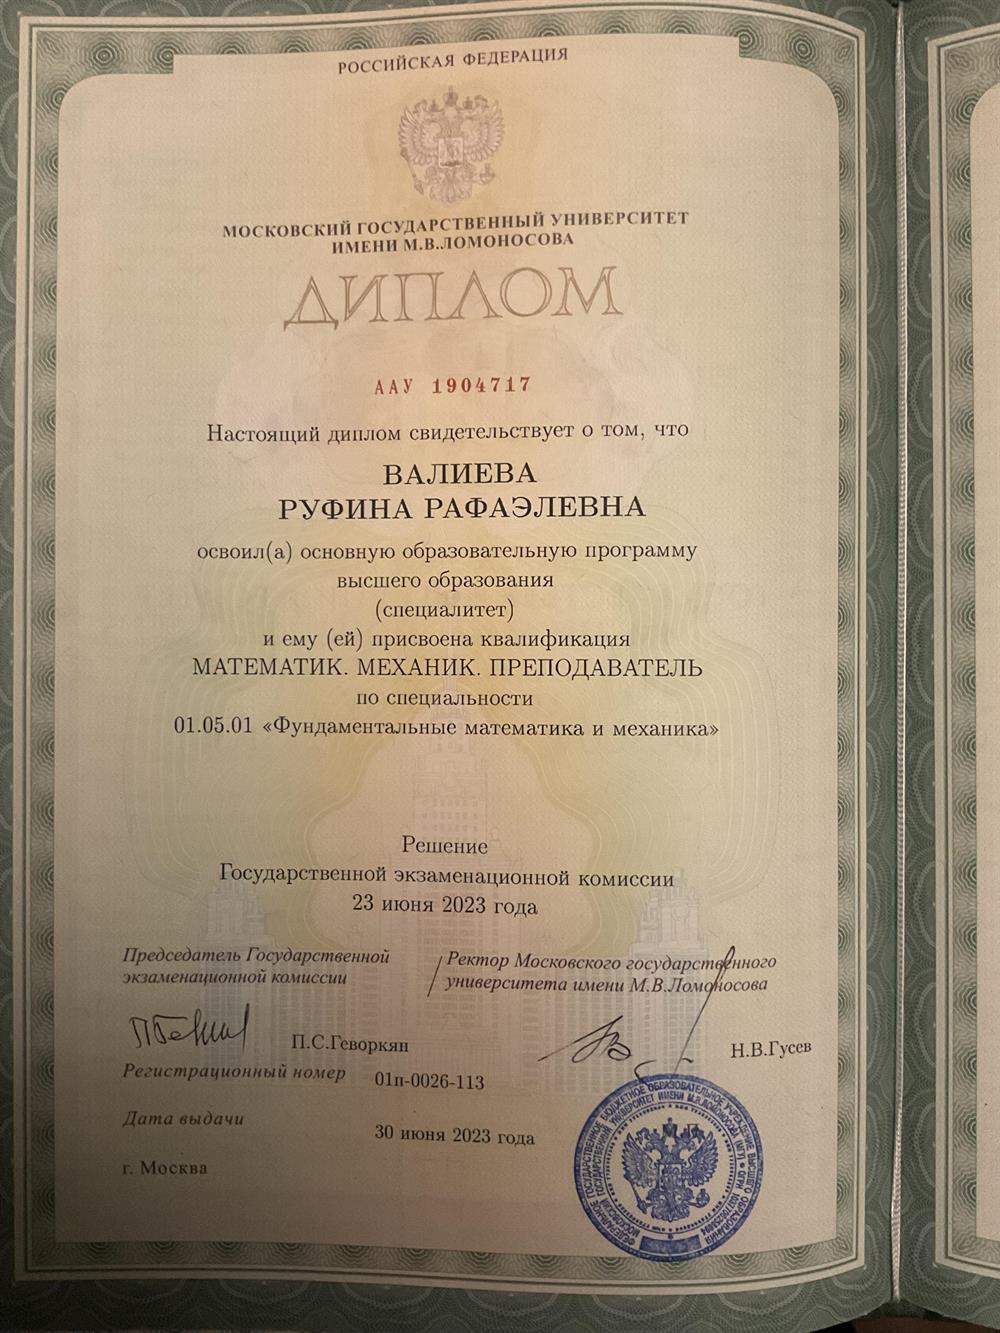 РОССИЙСКАЯ ФЕДЕРАЦИЯ
МОСКОВСКИЙ ГОСУДАРСТВЕННЫЙ УНИВЕРСИТЕТ
ИМЕНИ М.В.ЛОМОНОСОВА
ДИПЛОМ
ААУ 1904717
Настоящий диплом свидетельствует о том, что
ВАЛИЕВА
РУФИНА РАФАЭЛЕВНА
освоил(а) основную образовательную программу
высшего образования
(специалитет)
и ему (ей) присвоена квалификация
МАТЕМАТИК. МЕХАНИК. ПРЕПОДАВАТЕЛЬ
по специальности
01.05.01 «Фундаментальные математика и механика»
Решение
Государственной экзаменационной комиссии
23 июня 2023 года
Председатель Государственной
экзаменационной комиссии
П.С.Геворкян
Ректор Московского государственного
университета имени М.В.Ломоносова
Н.В.Гусев
Регистрационный номер 01п-0026-113
Дата выдачи
30 июня 2023 года
г. Москва